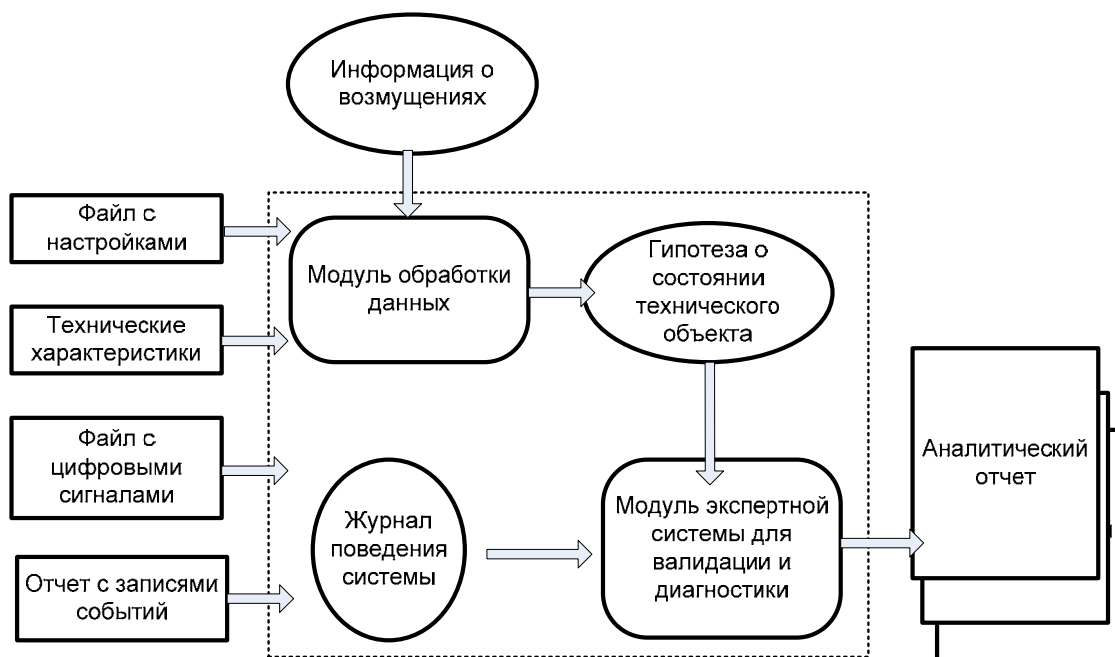 Информация о
возмущениях
Файл с
настройками
Модуль обработки
данных
Гипотеза о
состоянии
технического
объекта
Технические
характеристики
Файл с
цифровыми
сигналами
Аналитический
отчет
Журнал
поведения
системы
Модуль экспертной
системы для
валидации и
диагностики
Отчет с записями
событий